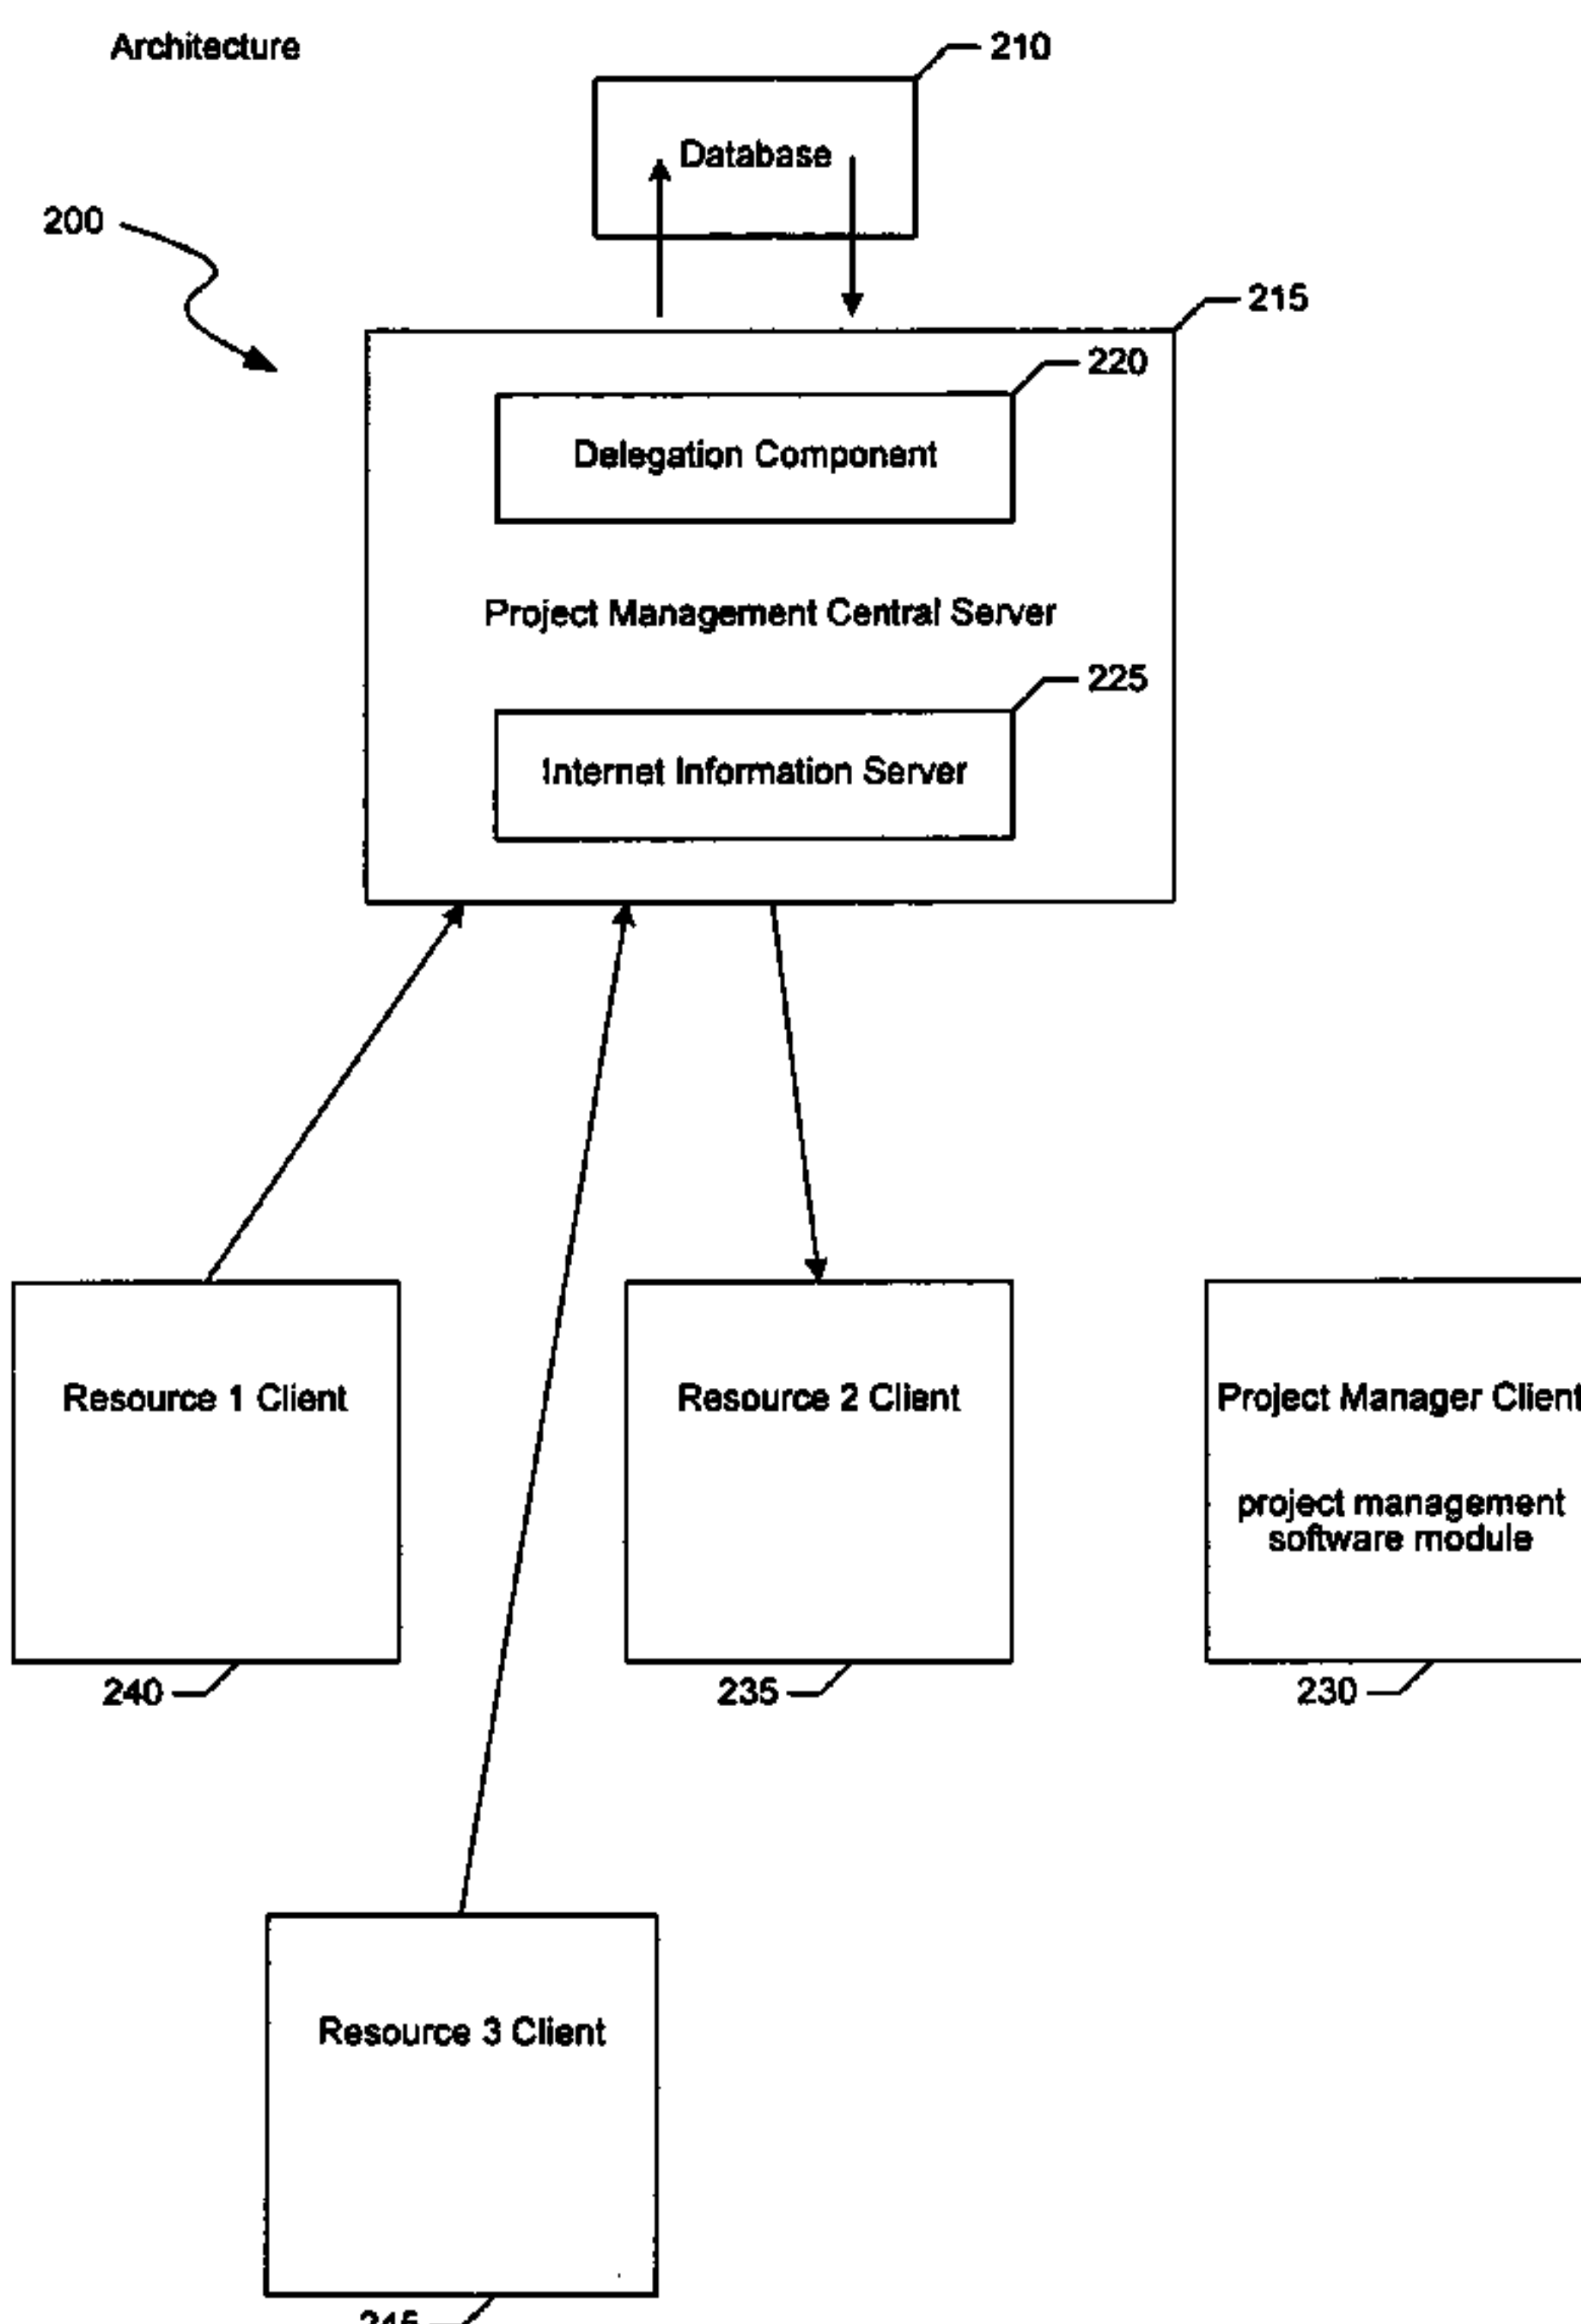 Architecture
210
Database
200
215
220
Delegation Component
Project Management Central Server
225
Internet Information Server
Resource 1 Client
Resource 2 Client
Project Manager Client
project management
software module
240
235
230
Resource 3 Client